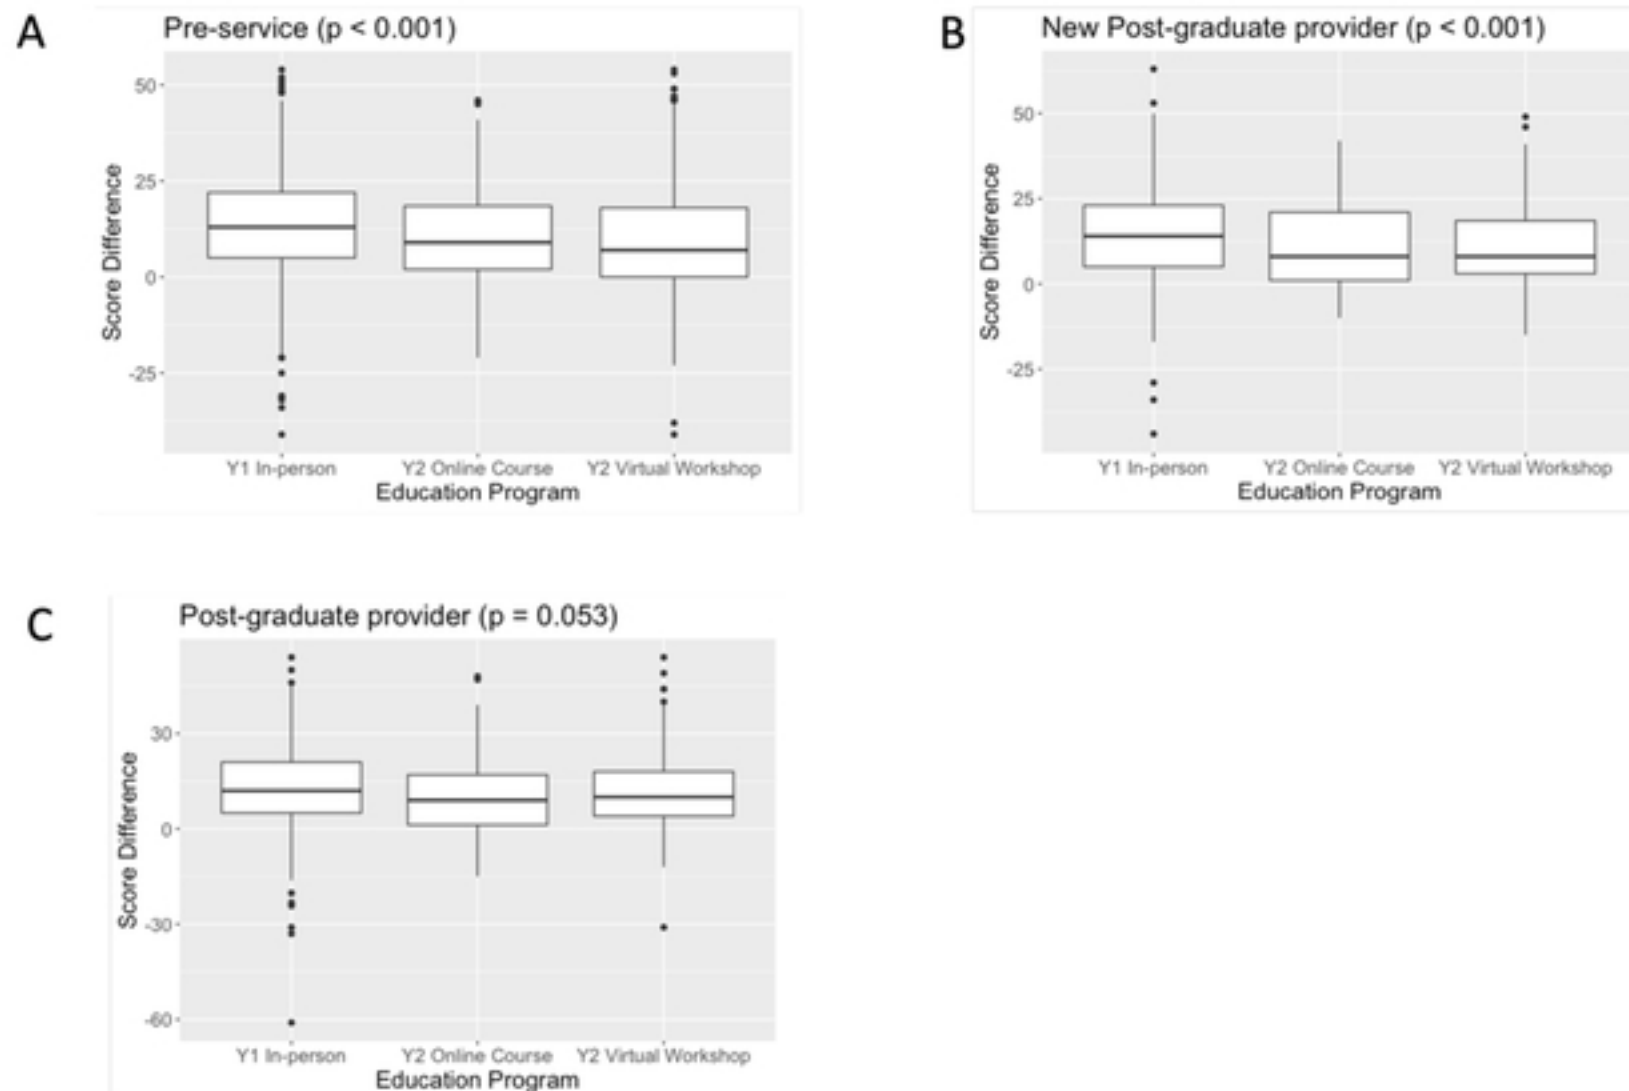 A
Pre-service (p < 0.001)
50
25
0
-25
Score Difference
Y1 In-person
Y2 Online Course
Y2 Virtual Workshop
Education Program
B
New Post-graduate provider (p < 0.001)
50
25
0
-25
Score Difference
Y1 In-person
Y2 Online Course
Y2 Virtual Workshop
Education Program
C
Post-graduate provider (p = 0.053)
30
0
-30
-60
Score Difference
Y1 In-person
Y2 Online Course
Y2 Virtual Workshop
Education Program